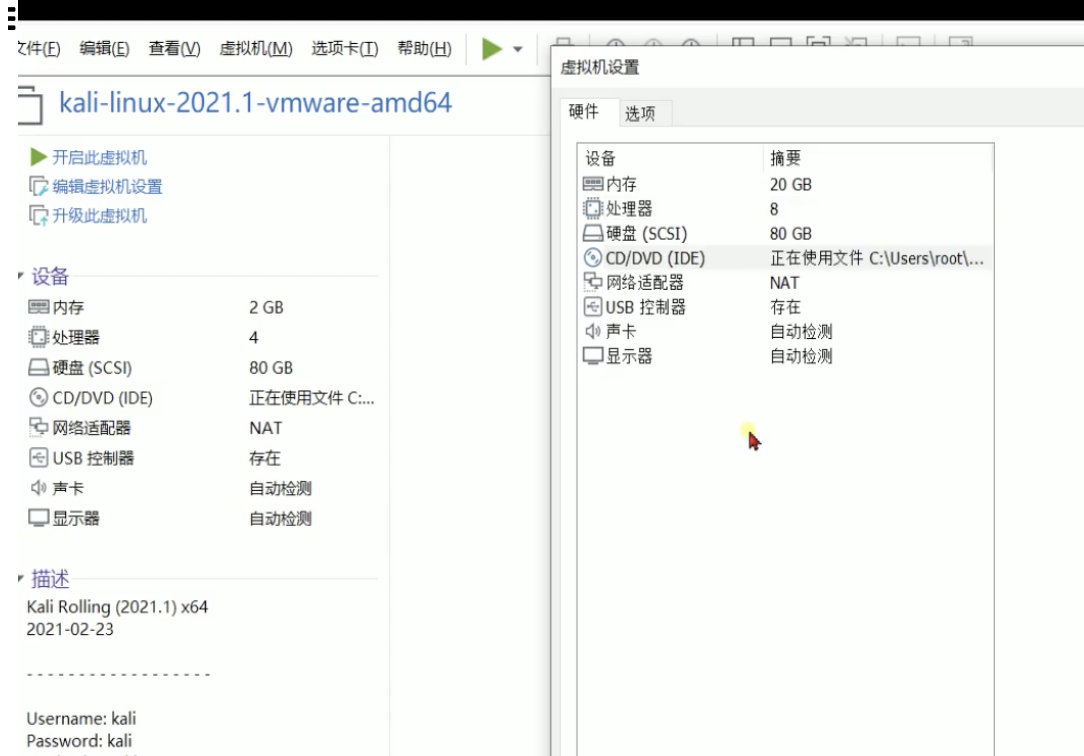 文件(F) 编辑(E) 查看(V) 虚拟机(M) 选项卡(T) 帮助(H)
kali-linux-2021.1-vmware-amd64
开启此虚拟机
编辑虚拟机设置
升级此虚拟机
设备
内存 2 GB
处理器 4
硬盘 (SCSI) 80 GB
CD/DVD (IDE) 正在使用文件 C:...
网络适配器 NAT
USB 控制器 存在
声卡 自动检测
显示器 自动检测
描述
Kali Rolling (2021.1) x64
2021-02-23
- - - - - - - - - - - - - - - - - -
Username: kali
Password: kali
虚拟机设置
硬件 选项
设备 摘要
内存 20 GB
处理器 8
硬盘 (SCSI) 80 GB
CD/DVD (IDE) 正在使用文件 C:\Users\root\...
网络适配器 NAT
USB 控制器 存在
声卡 自动检测
显示器 自动检测